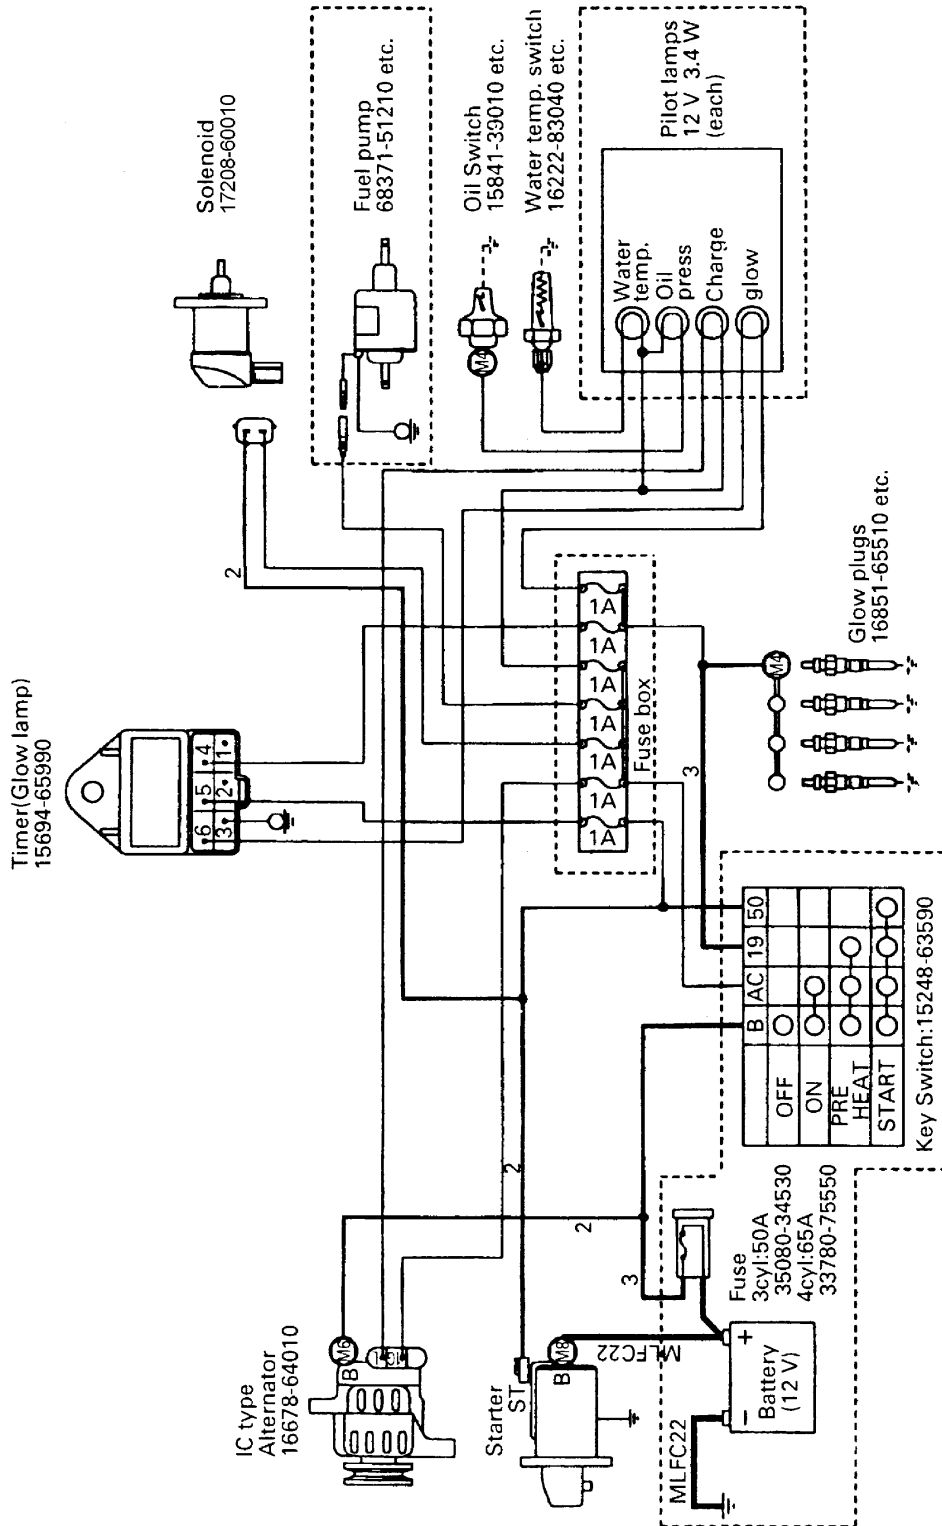 Timer(Glow lamp)
15694-65990
6 5 4
3 2 1
Solenoid
17208-60010
2
Fuel pump
68371-51210 etc.
Oil Switch
15841-39010 etc.
M4
Water temp. switch
16222-83040 etc.
Pilot lamps
12 V 3.4 W
(each)
Water
temp.
Oil
press
Charge
glow
1A 1A 1A 1A 1A 1A 1A
Fuse box
3
Glow plugs
16851-65510 etc.
M4
IC type
Alternator
16678-64010
B
M6
IG L
2
2
3
Starter
ST
B
M8
MLFC22
MLFC22
Battery
(12 V)
+
−
Fuse
3cyl:50A
35080-34530
4cyl:65A
33780-75550
B AC 19 50
OFF
ON
PRE
HEAT
START
Key Switch:15248-63590